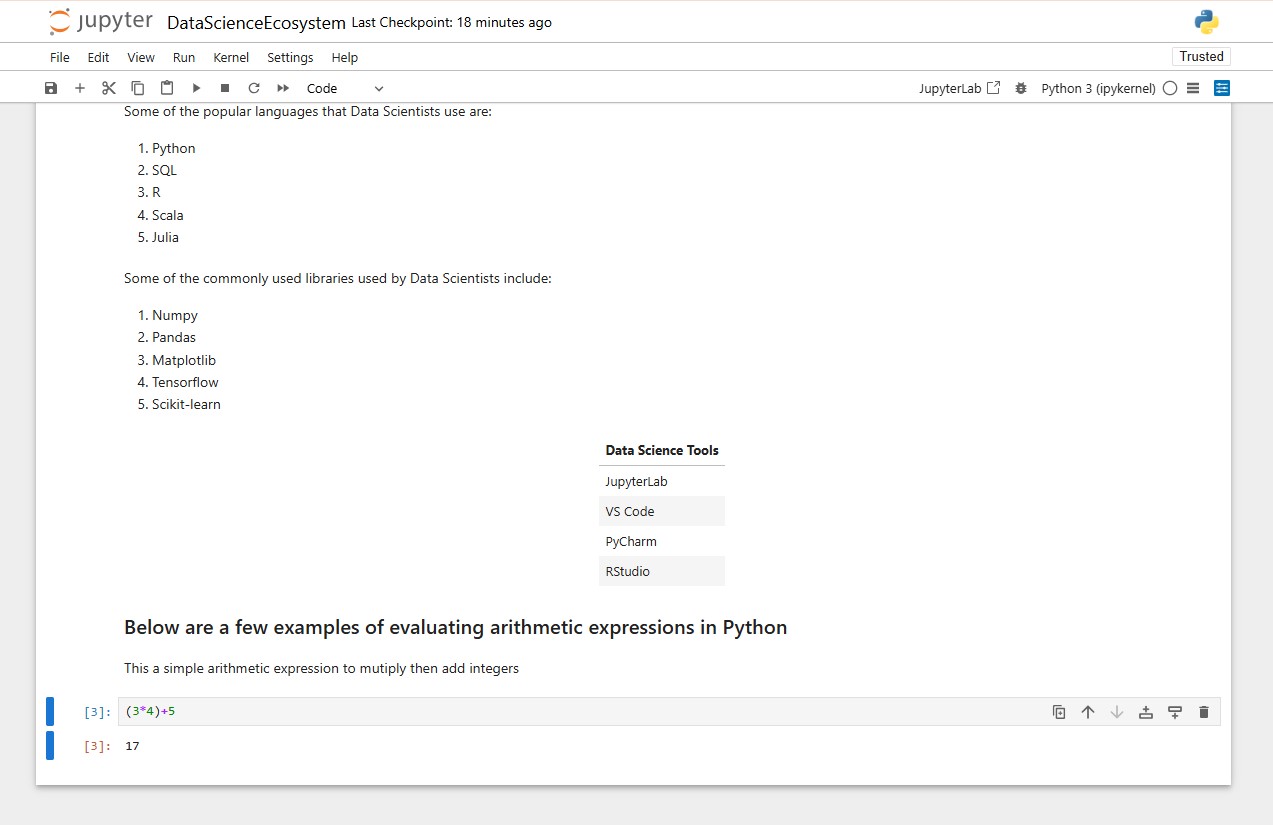 jupyter DataScienceEcosystem Last Checkpoint: 18 minutes ago
File Edit View Run Kernel Settings Help Trusted
Code JupyterLab Python 3 (ipykernel)
Some of the popular languages that Data Scientists use are:
1. Python
2. SQL
3. R
4. Scala
5. Julia
Some of the commonly used libraries used by Data Scientists include:
1. Numpy
2. Pandas
3. Matplotlib
4. Tensorflow
5. Scikit-learn
Data Science Tools
JupyterLab
VS Code
PyCharm
RStudio
Below are a few examples of evaluating arithmetic expressions in Python
This a simple arithmetic expression to mutiply then add integers
[3]: (3*4)+5
[3]: 17